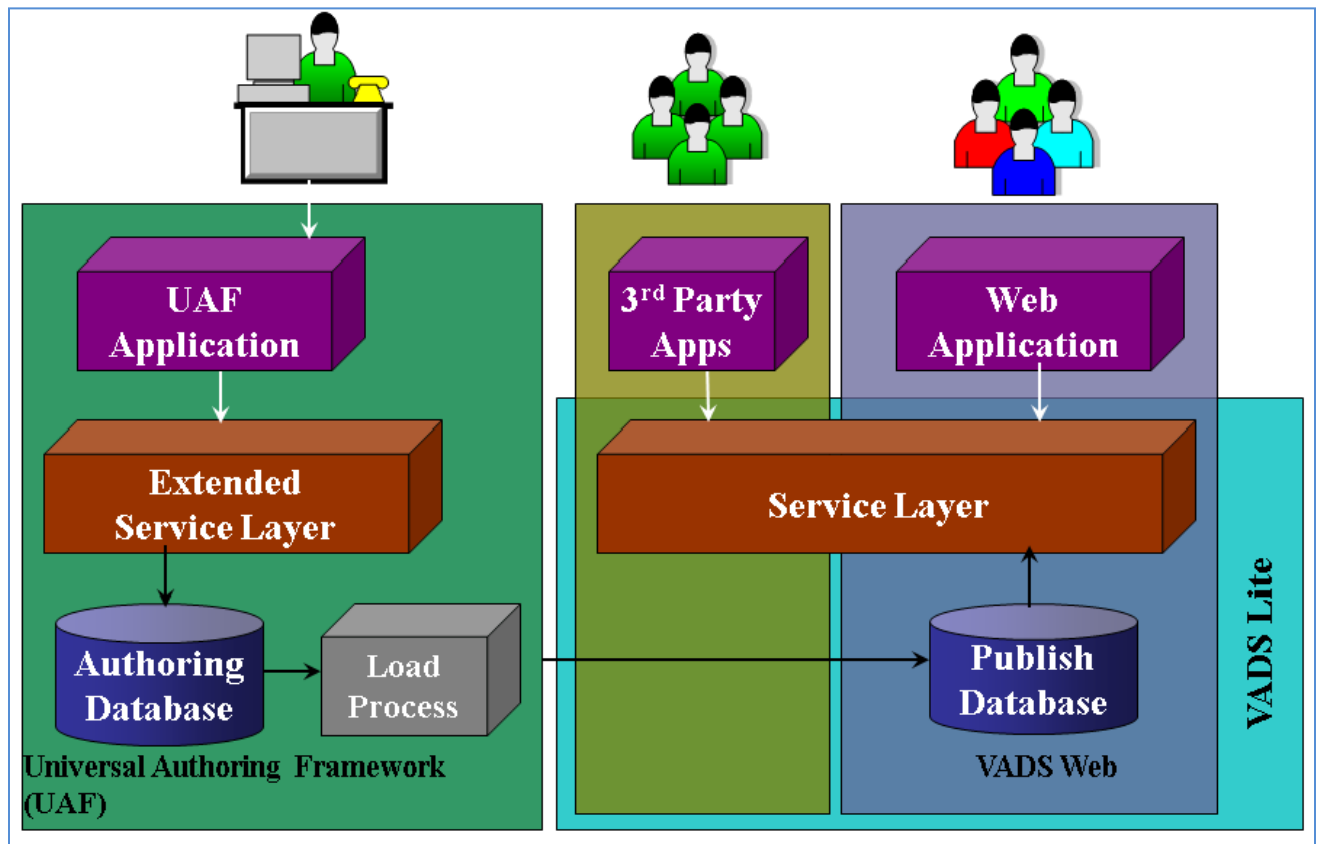 UAF
Application
3rd Party
Apps
Web
Application
Extended
Service Layer
Service Layer
Authoring
Database
Load
Process
Publish
Database
Universal Authoring Framework
(UAF)
VADS Web
VADS Lite